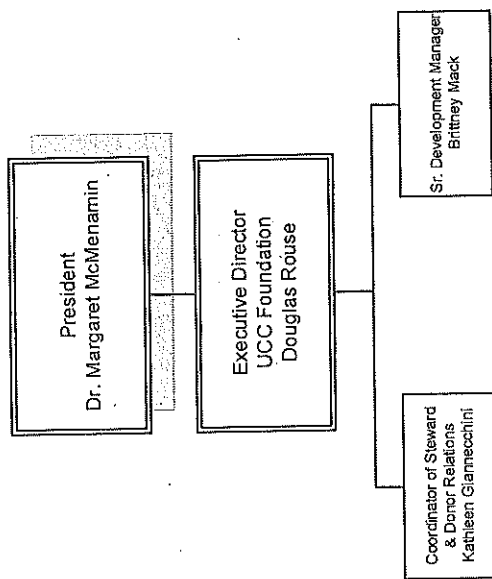 President
Dr. Margaret McMenamin
Executive Director
UCC Foundation
Douglas Rouse
Coordinator of Steward
& Donor Relations
Kathleen Giannecchini
Sr. Development Manager
Brittney Mack